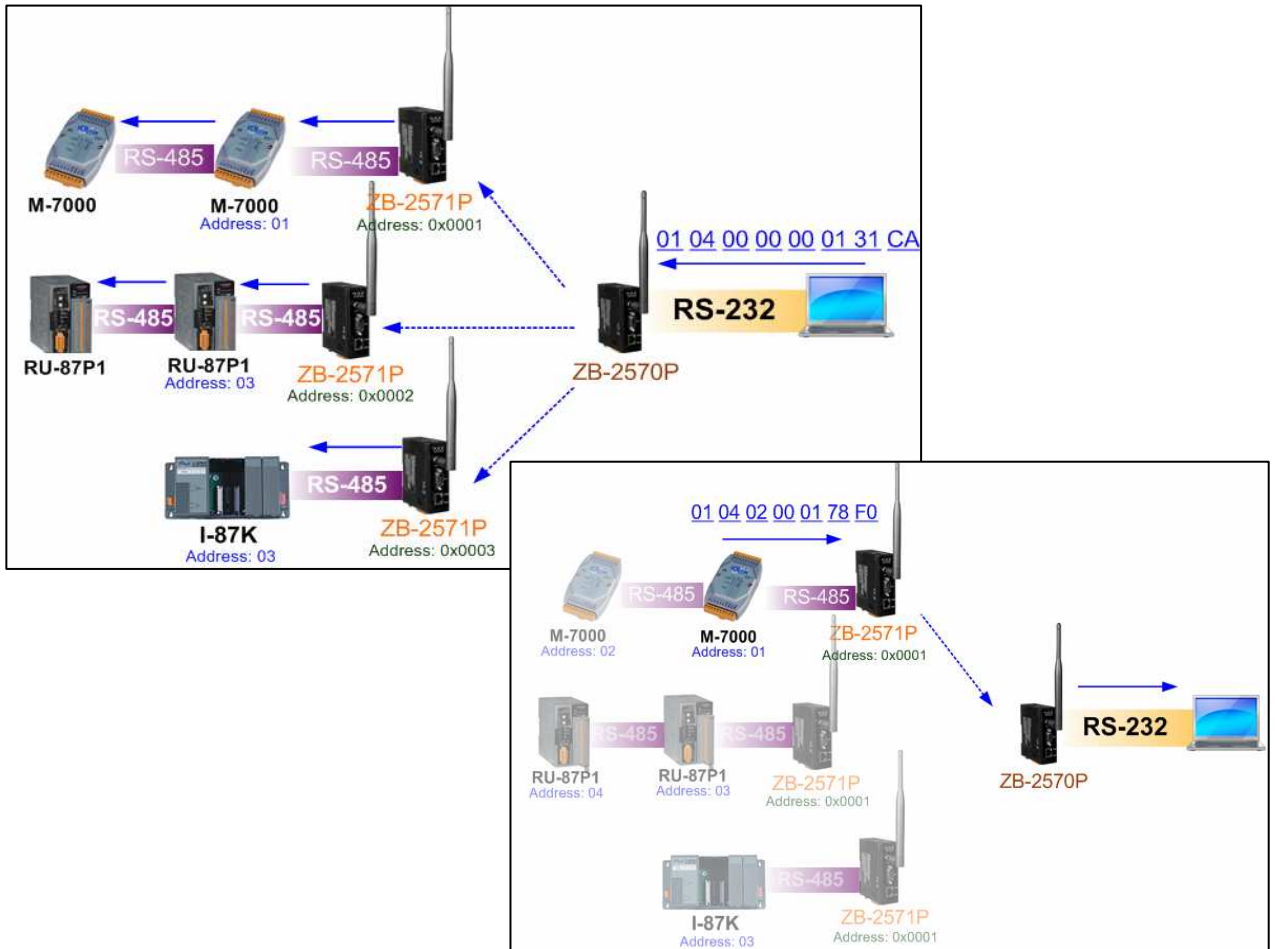 RS-485
RS-485
M-7000
M-7000
Address: 01
ZB-2571P
Address: 0x0001
01 04 00 00 00 01 31 CA
RS-485
RS-485
RS-232
RU-87P1
RU-87P1
Address: 03
ZB-2571P
Address: 0x0002
ZB-2570P
RS-485
I-87K
Address: 03
ZB-2571P
Address: 0x0003
01 04 02 00 01 78 F0
RS-485
RS-485
M-7000
Address: 02
M-7000
Address: 01
ZB-2571P
Address: 0x0001
RS-485
RS-485
RS-232
RU-87P1
Address: 04
RU-87P1
Address: 03
ZB-2571P
Address: 0x0001
ZB-2570P
RS-485
I-87K
Address: 03
ZB-2571P
Address: 0x0001